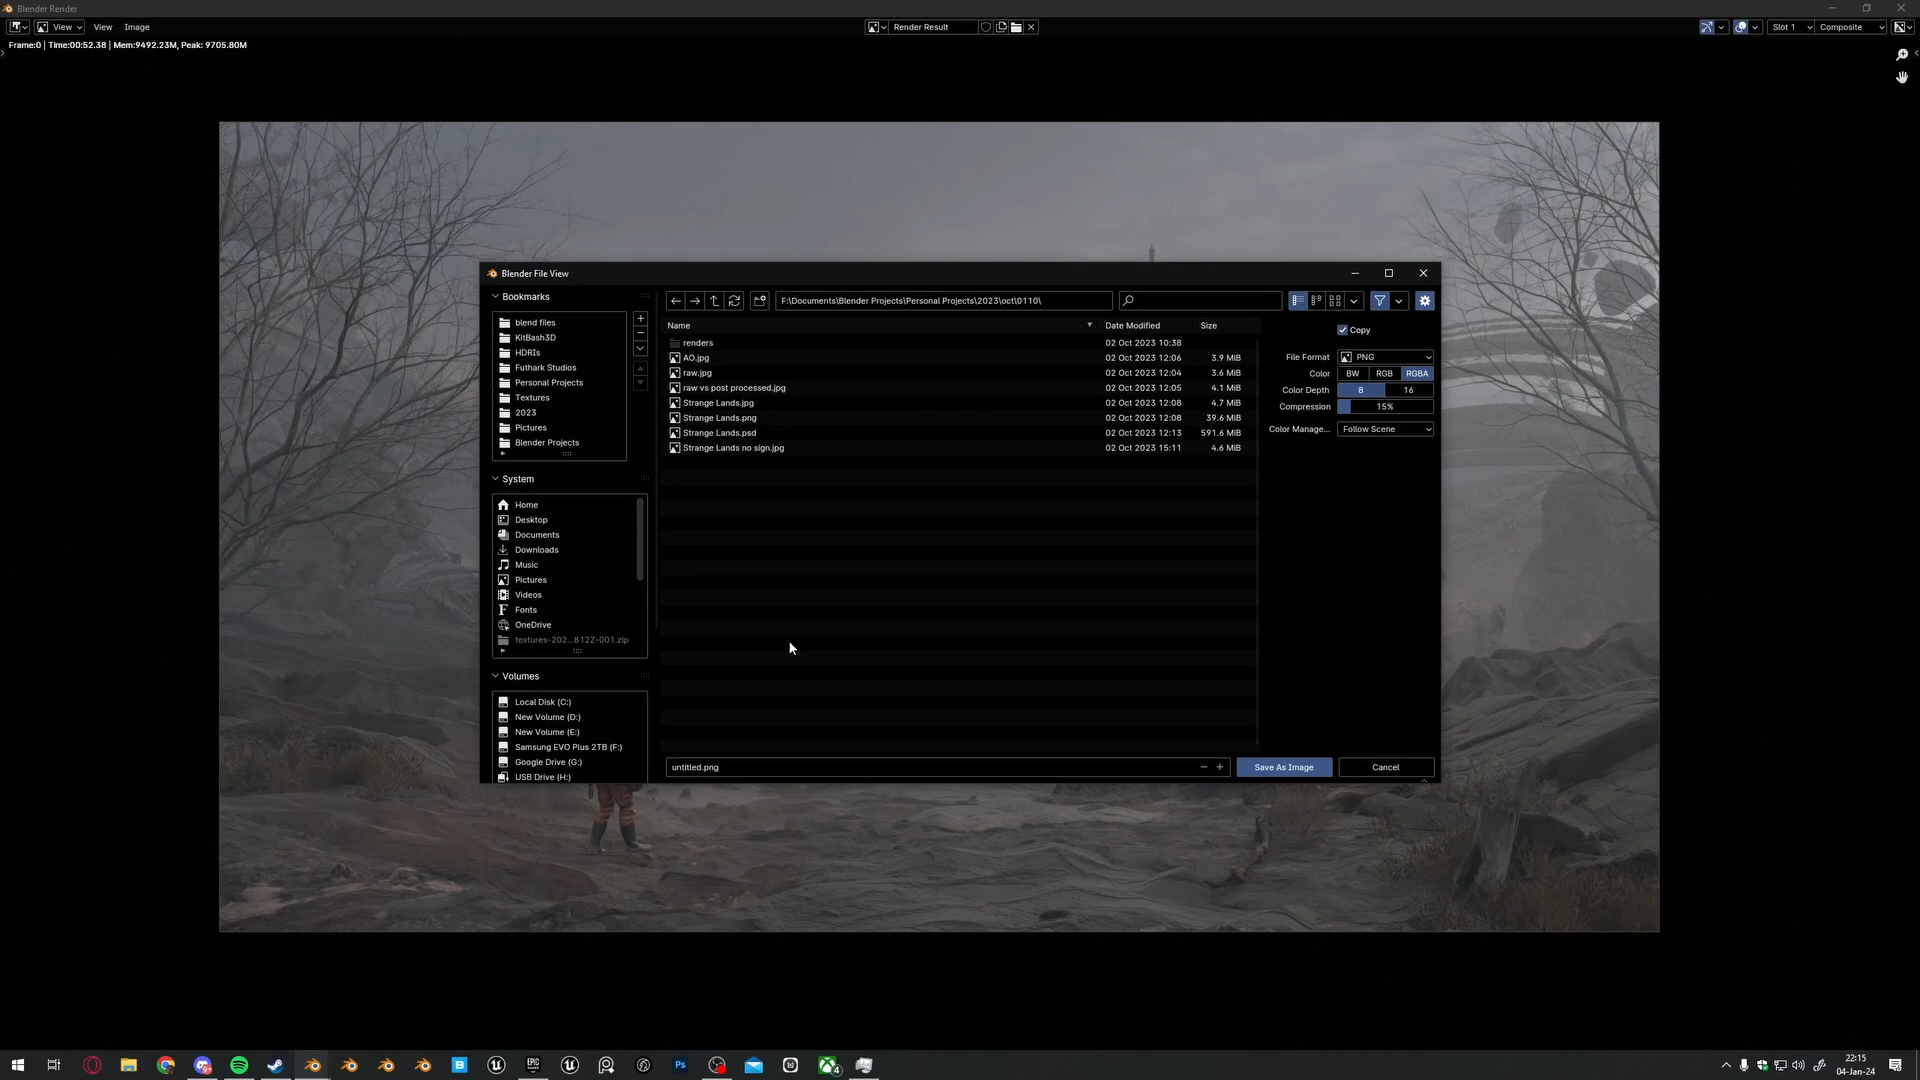 Blender Render
View
View
Image
Render Result
Slot 1
Composite
Frame:0 | Time:00:52.38 | Mem:9492.23M, Peak: 9705.80M
Blender File View
Bookmarks
blend files
KitBash3D
HDRIs
Futhark Studios
Personal Projects
Textures
2023
Pictures
Blender Projects
System
Home
Desktop
Documents
Downloads
Music
Pictures
Videos
Fonts
OneDrive
textures-202...812Z-001.zip
Volumes
Local Disk (C:)
New Volume (D:)
New Volume (E:)
Samsung EVO Plus 2TB (F:)
Google Drive (G:)
USB Drive (H:)
F:\Documents\Blender Projects\Personal Projects\2023\oct\0110\
Name Date Modified Size
renders 02 Oct 2023 10:38
AO.jpg 02 Oct 2023 12:06 3.9 MiB
raw.jpg 02 Oct 2023 12:04 3.6 MiB
raw vs post processed.jpg 02 Oct 2023 12:05 4.1 MiB
Strange Lands.jpg 02 Oct 2023 12:08 4.7 MiB
Strange Lands.png 02 Oct 2023 12:08 39.6 MiB
Strange Lands.psd 02 Oct 2023 12:13 591.6 MiB
Strange Lands no sign.jpg 02 Oct 2023 15:11 4.6 MiB
Copy
File Format PNG
Color BW RGB RGBA
Color Depth 8 16
Compression 15%
Color Manage... Follow Scene
untitled.png
Save As Image
Cancel
EPIC
Ps
4
22:15
04-Jan-24